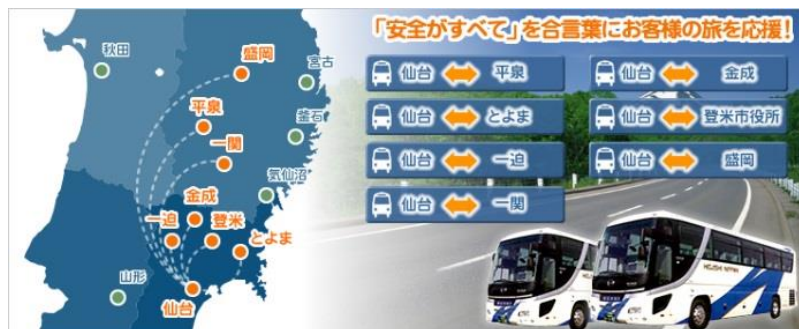 「安全がすべて」を合言葉にお客様の旅を応援！
秋田
盛岡
宮古
平泉
釜石
一関
気仙沼
金成
一迫
登米
とよま
山形
仙台
仙台 平泉
仙台 金成
仙台 とよま
仙台 登米市役所
仙台 一迫
仙台 盛岡
仙台 一関